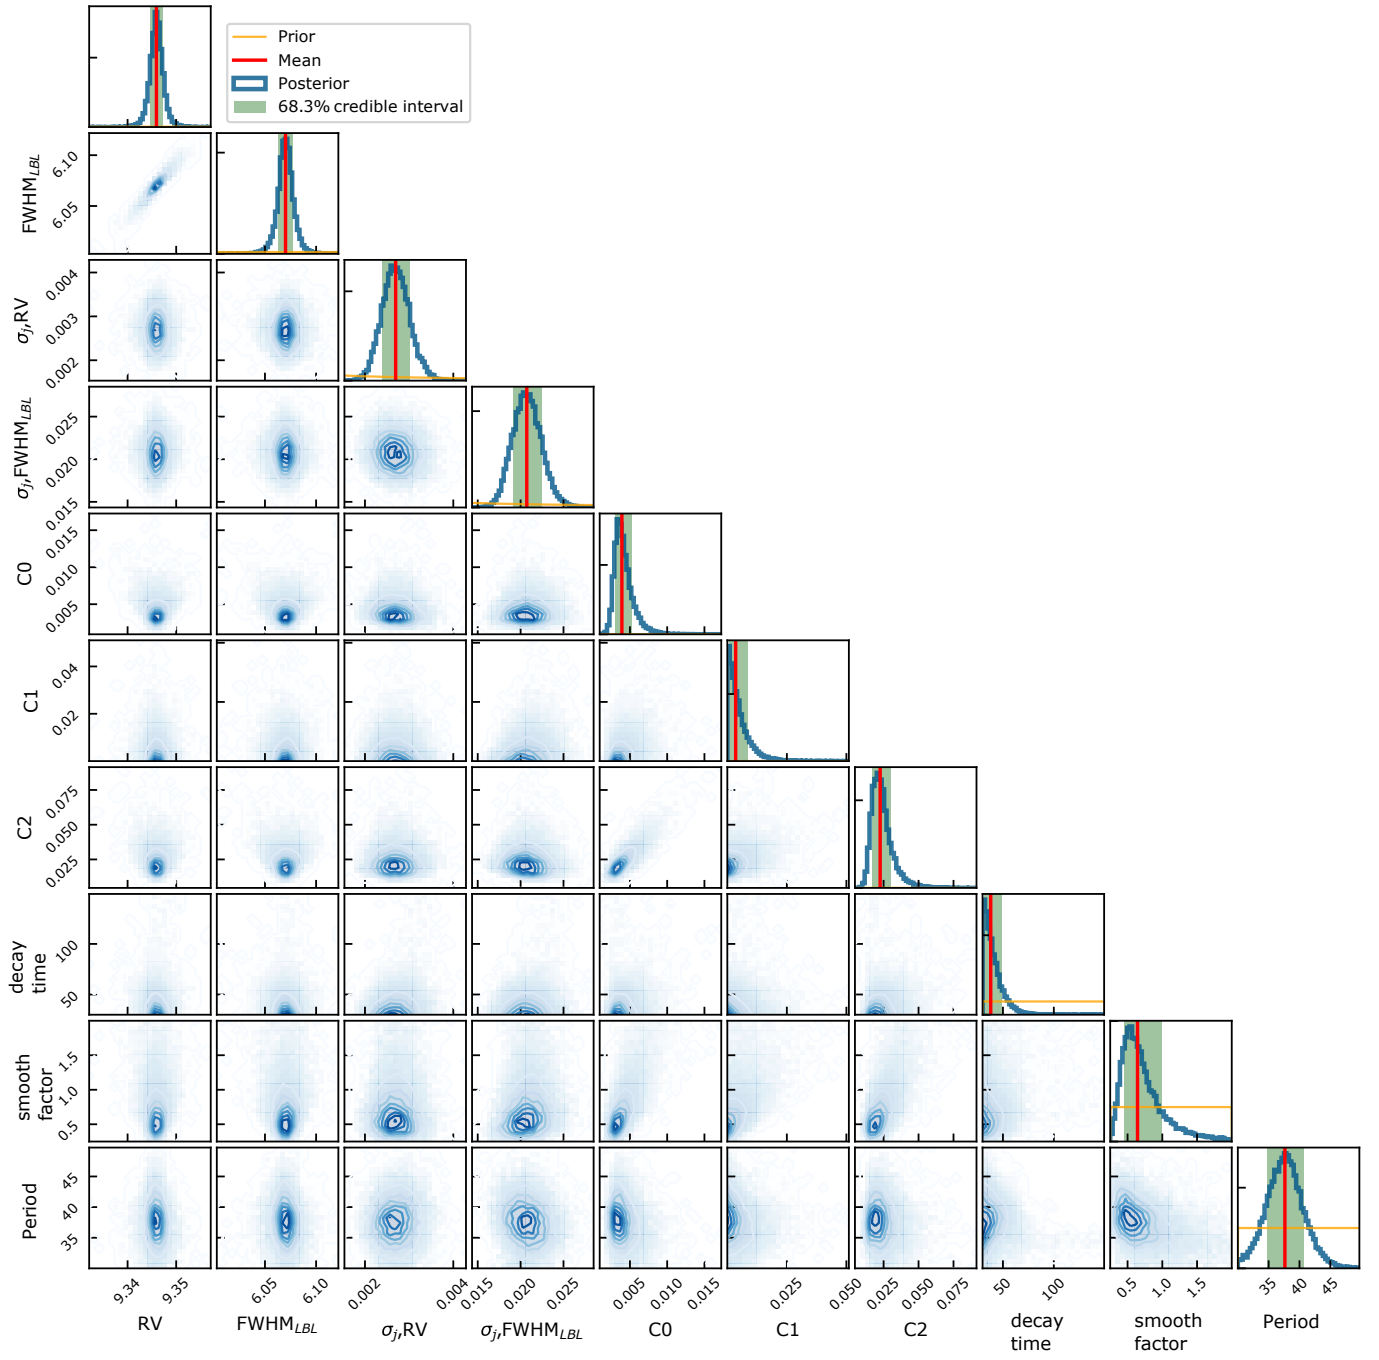 Prior
Mean
Posterior
68.3% credible interval
6.10
6.05
FWHM_LBL
0.004
0.003
0.002
σ_j,RV
0.025
0.020
0.015
σ_j,FWHM_LBL
0.015
0.010
0.005
C0
0.04
0.02
C1
0.075
0.050
0.025
C2
100
50
decay
time
1.5
1.0
0.5
smooth
factor
45
40
35
Period
9.34 9.35 6.05 6.10 0.002 0.004 0.015 0.020 0.025 0.005 0.010 0.015 0.025 0.050 0.025 0.050 0.075 50 100 0.5 1.0 1.5 35 40 45
RV FWHM_LBL σ_j,RV σ_j,FWHM_LBL C0 C1 C2 decay smooth Period
time factor